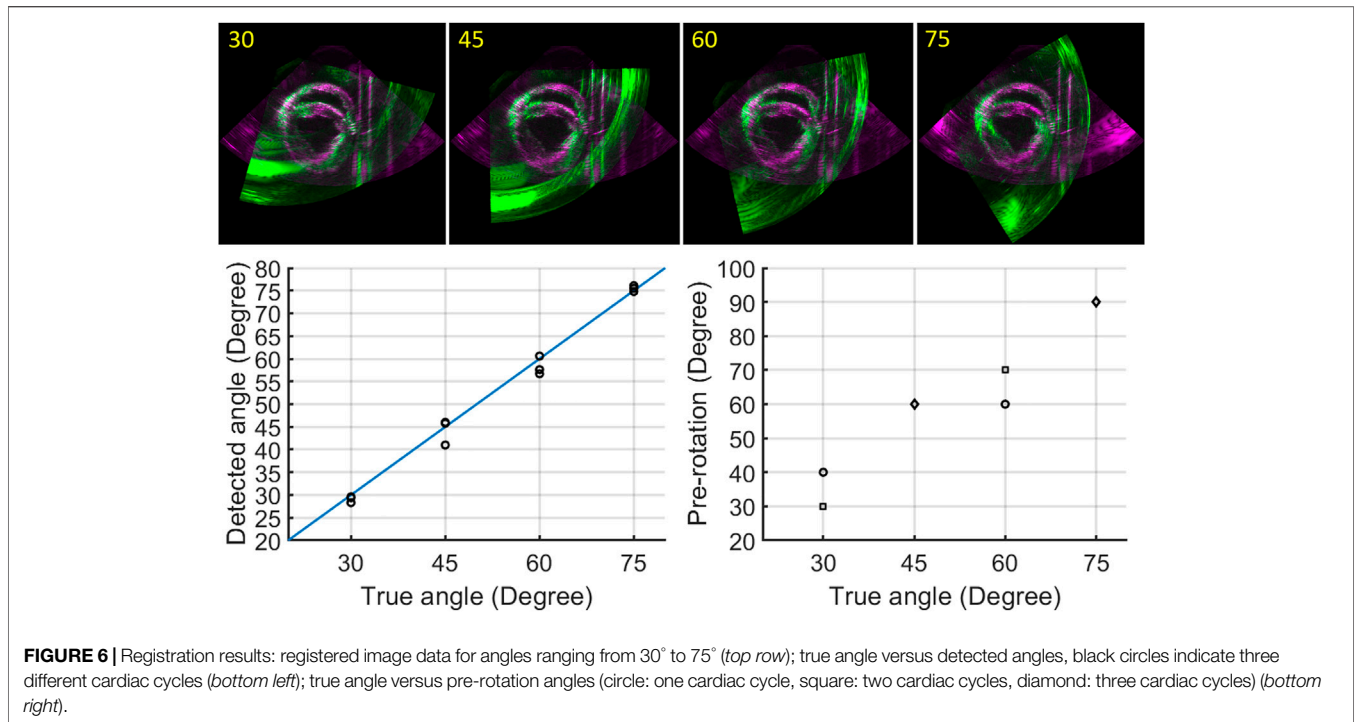 30 45 60 75
80
75
70
65
60
55
50
45
40
35
30
25
20
Detected angle (Degree)
30 45 60 75
True angle (Degree)
100
90
80
70
60
50
40
30
20
Pre-rotation (Degree)
30 45 60 75
True angle (Degree)
FIGURE 6 | Registration results: registered image data for angles ranging from 30° to 75° (top row); true angle versus detected angles, black circles indicate three
different cardiac cycles (bottom left); true angle versus pre-rotation angles (circle: one cardiac cycle, square: two cardiac cycles, diamond: three cardiac cycles) (bottom
right).